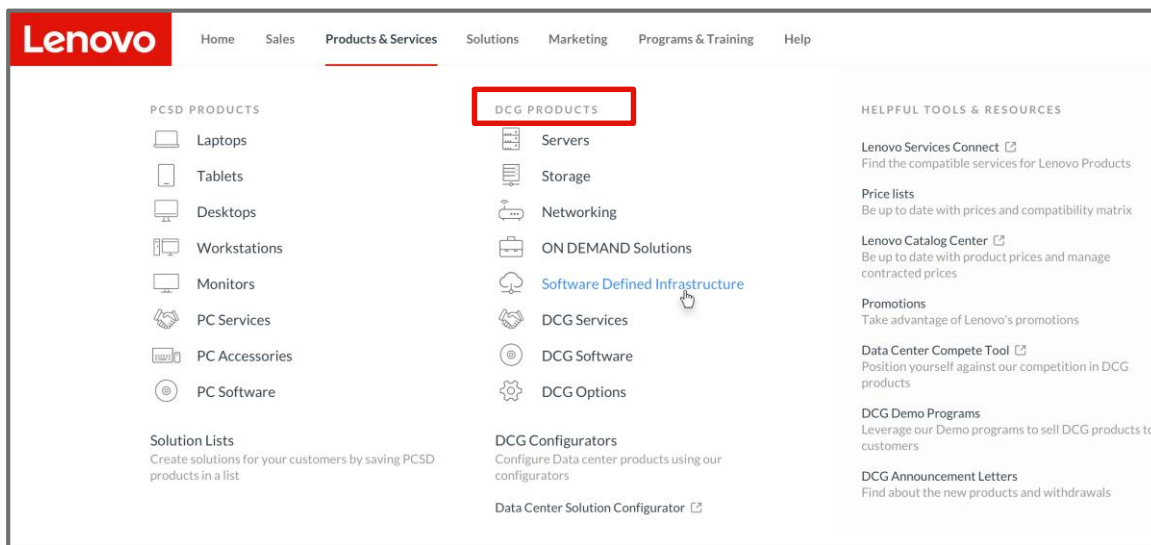 Lenovo
Home Sales Products & Services Solutions Marketing Programs & Training Help
PCSD PRODUCTS
Laptops
Tablets
Desktops
Workstations
Monitors
PC Services
PC Accessories
PC Software
Solution Lists
Create solutions for your customers by saving PCSD
products in a list
DCG PRODUCTS
Servers
Storage
Networking
ON DEMAND Solutions
Software Defined Infrastructure
DCG Services
DCG Software
DCG Options
DCG Configurators
Configure Data center products using our
configurators
Data Center Solution Configurator
HELPFUL TOOLS & RESOURCES
Lenovo Services Connect
Find the compatible services for Lenovo Products
Price lists
Be up to date with prices and compatibility matrix
Lenovo Catalog Center
Be up to date with product prices and manage
contracted prices
Promotions
Take advantage of Lenovo's promotions
Data Center Compete Tool
Position yourself against our competition in DCG
products
DCG Demo Programs
Leverage our Demo programs to sell DCG products to
customers
DCG Announcement Letters
Find about the new products and withdrawals